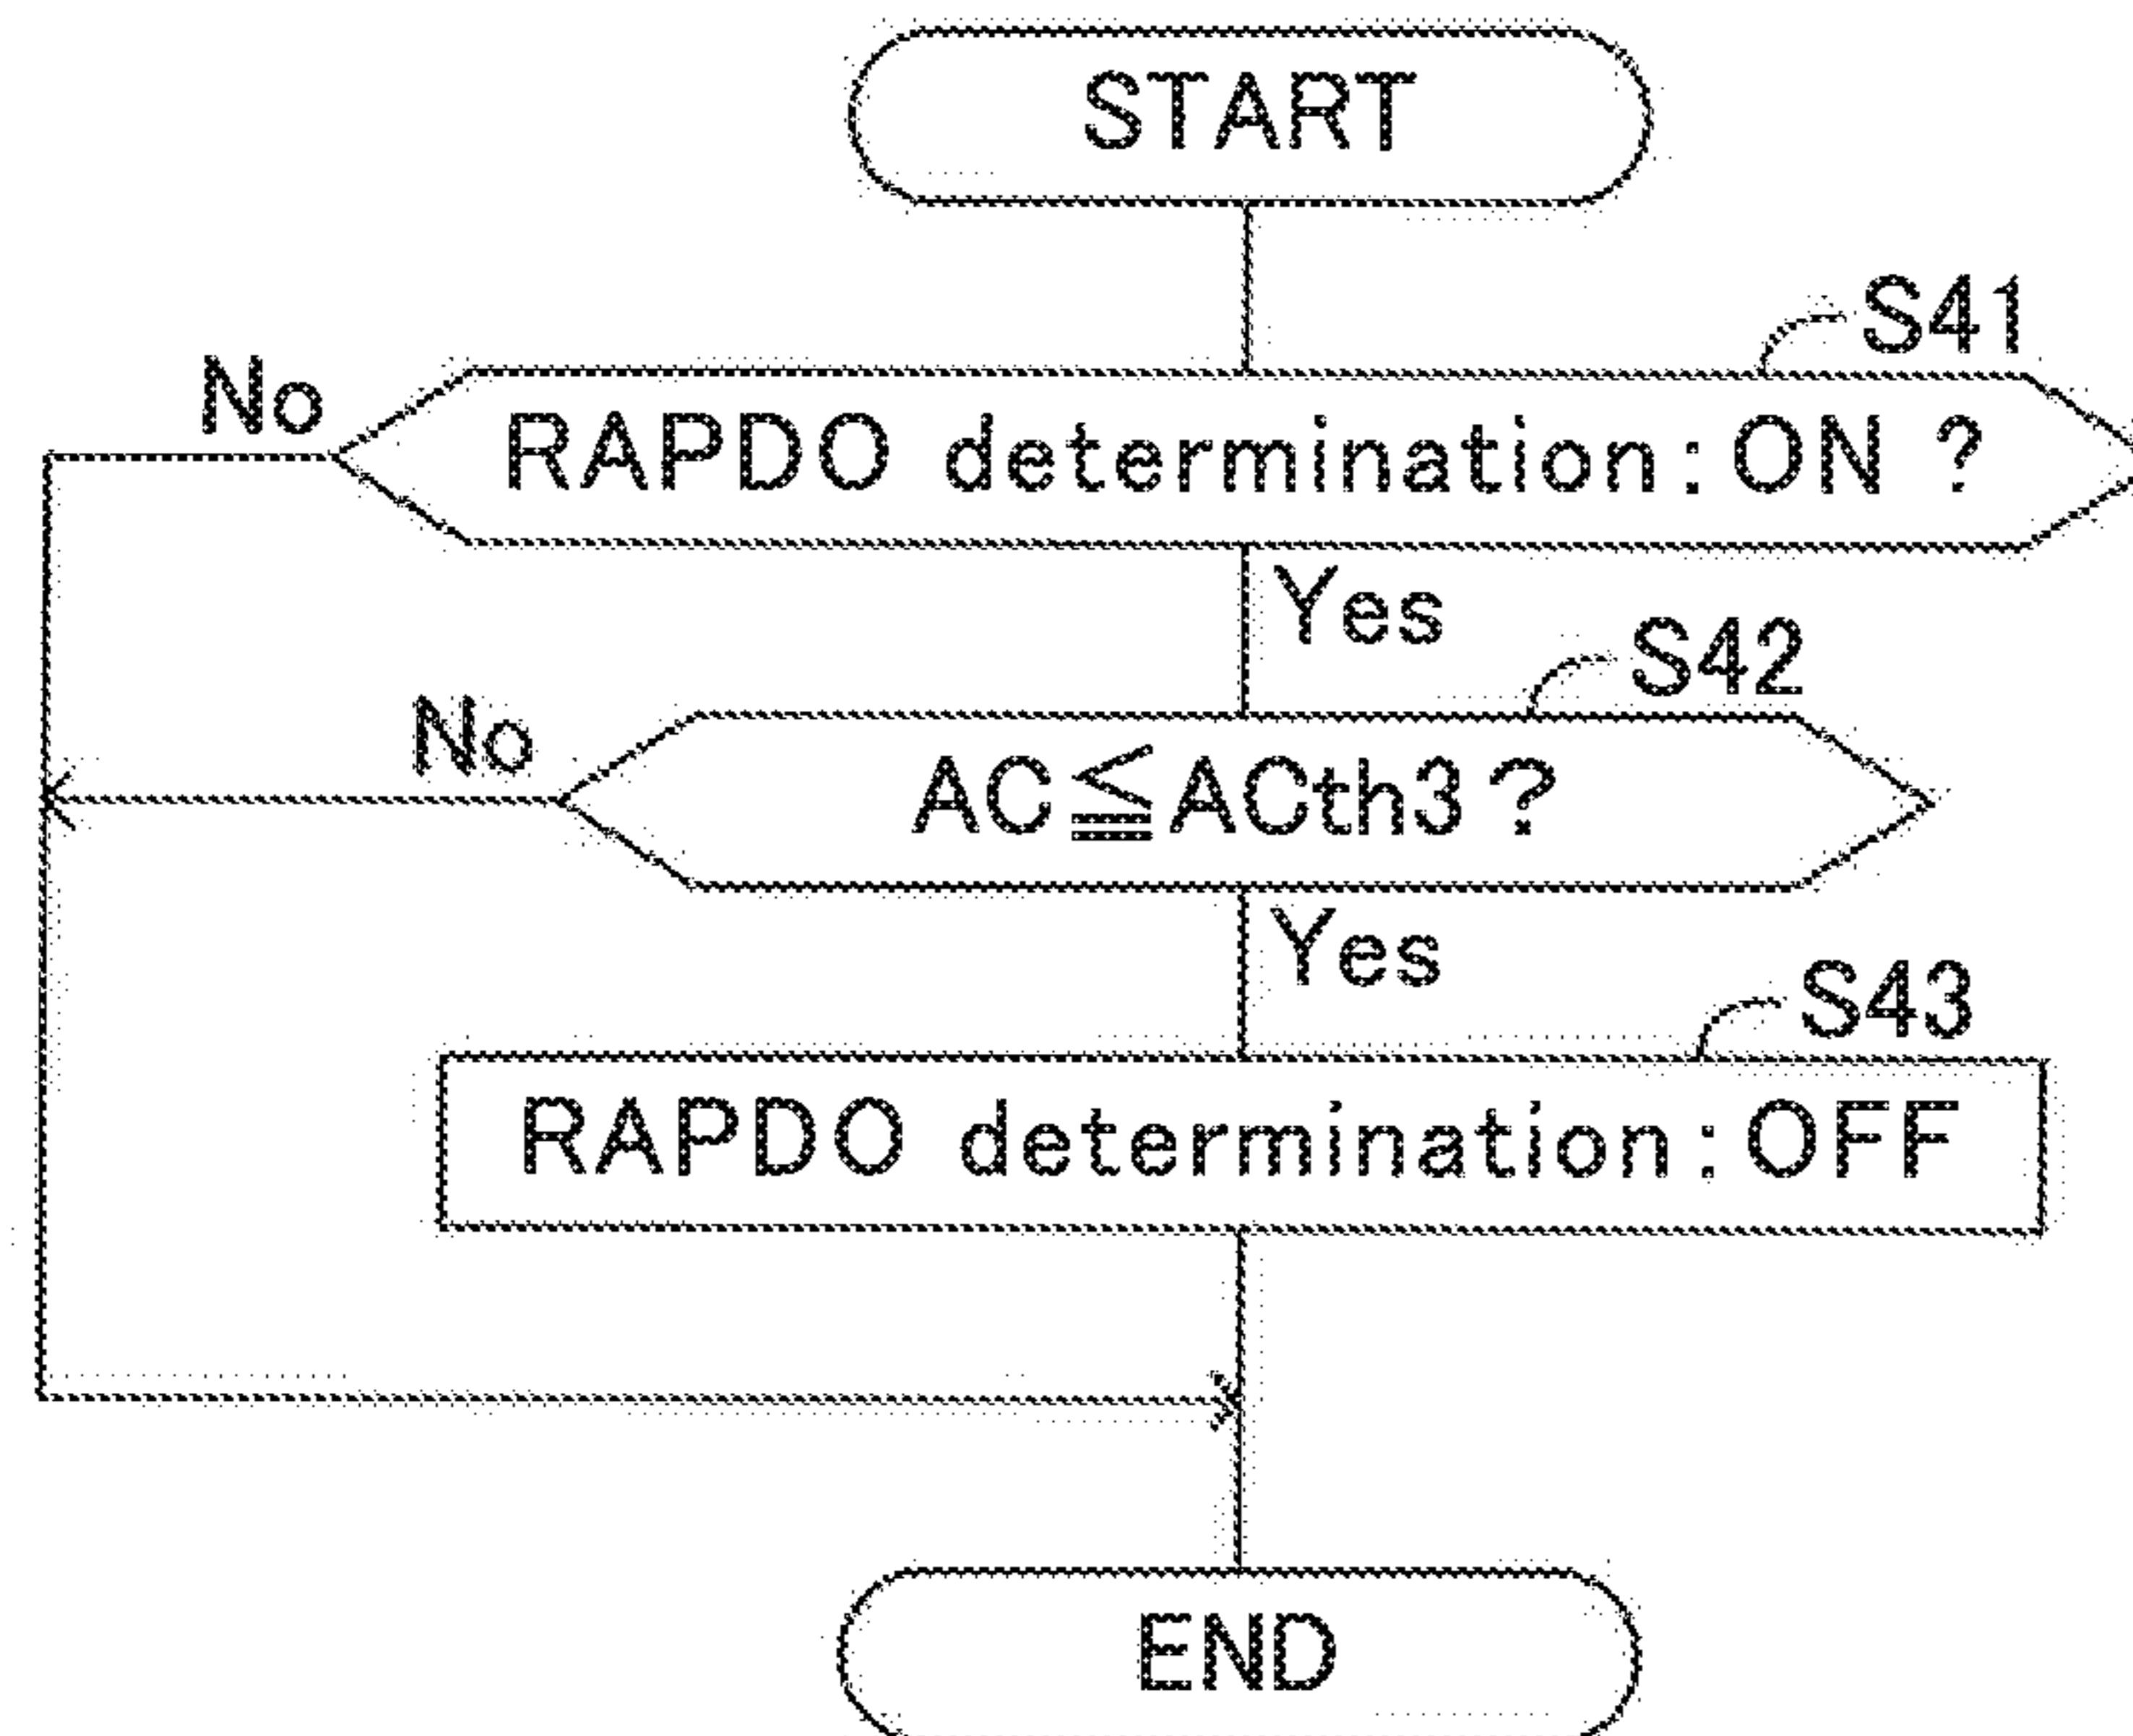 START
S41
No
RAPDO determination:ON ?
Yes
S42
No
AC≦ACth3?
Yes
S43
RAPDO determination:OFF
END